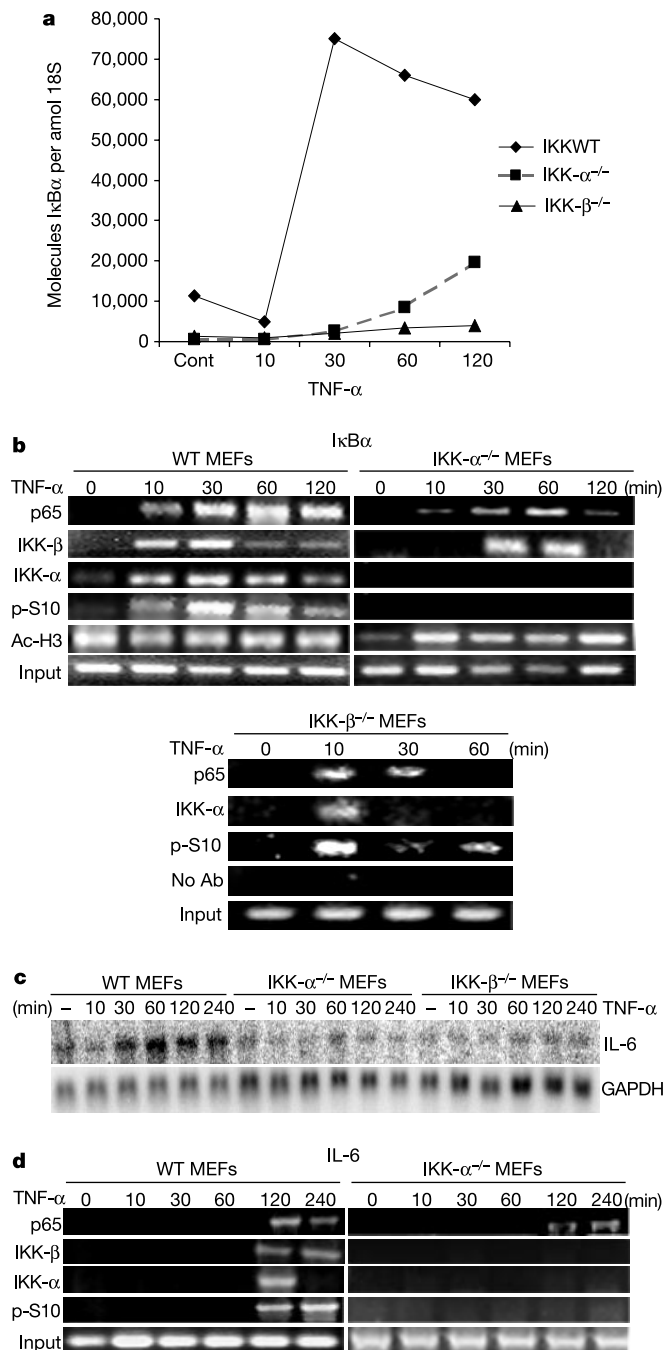 a
80,000
70,000
60,000
50,000
40,000
30,000
20,000
10,000
0
Molecules IκBα per amol 18S
Cont 10 30 60 120
TNF-α
IKKWT
IKK-α⁻/⁻
IKK-β⁻/⁻
b
IκBα
WT MEFs IKK-α⁻/⁻ MEFs
TNF-α 0 10 30 60 120 0 10 30 60 120 (min)
p65
IKK-β
IKK-α
p-S10
Ac-H3
Input
IKK-β⁻/⁻ MEFs
TNF-α 0 10 30 60 (min)
p65
IKK-α
p-S10
No Ab
Input
c
WT MEFs IKK-α⁻/⁻ MEFs IKK-β⁻/⁻ MEFs
(min) – 10 30 60 120 240 – 10 30 60 120 240 – 10 30 60 120 240 TNF-α
IL-6
GAPDH
d
IL-6
WT MEFs IKK-α⁻/⁻ MEFs
TNF-α 0 10 30 60 120 240 0 10 30 60 120 240 (min)
p65
IKK-β
IKK-α
p-S10
Input